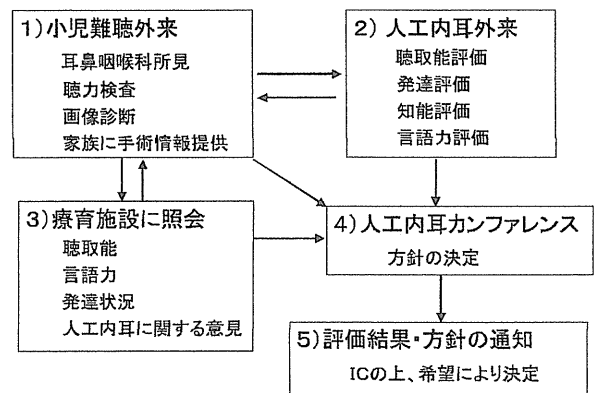 1）小児難聴外来
耳鼻咽喉科所見
聴力検査
画像診断
家族に手術情報提供
2）人工内耳外来
聴取能評価
発達評価
知能評価
言語力評価
3）療育施設に照会
聴取能
言語力
発達状況
人工内耳に関する意見
4）人工内耳カンファレンス
方針の決定
5）評価結果・方針の通知
ICの上、希望により決定